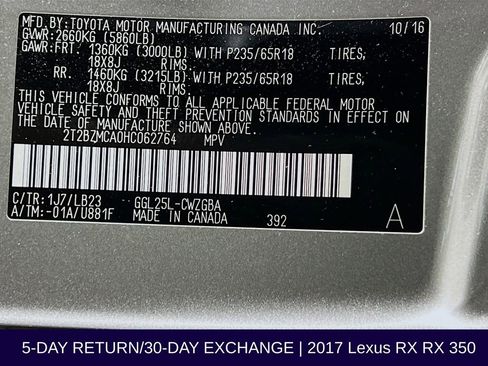 MFD.BY:TOYOTA MOTOR MANUFACTURING CANADA INC. 10/16
GVWR:2660KG (5860LB)
GAWR:FRT. 1360KG (3000LB) WITH P235/65R18 TIRES,
18X8J RIMS.
RR. 1460KG (3215LB) WITH P235/65R18 TIRES,
18X8J RIMS.
THIS VEHICLE CONFORMS TO ALL APPLICABLE FEDERAL MOTOR
VEHICLE SAFETY AND THEFT PREVENTION STANDARDS IN
EFFECT ON THE DATE OF MANUFACTURE SHOWN ABOVE.
2T2BZMCA0HC062764 MPV
C/TR:1J7/LB23 GGL25L-CWZGBA
A/TM:-01A/U881F MADE IN CANADA 392 A
5-DAY RETURN/30-DAY EXCHANGE | 2017 Lexus RX RX 350